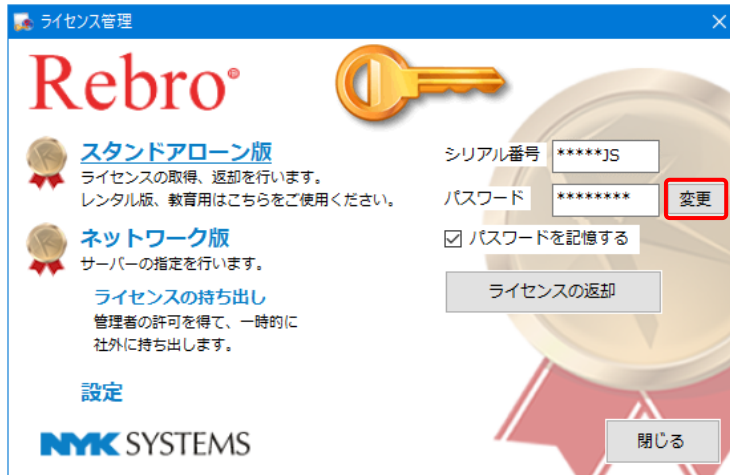 ライセンス管理
Rebro®
スタンドアローン版
ライセンスの取得、返却を行います。
レンタル版、教育用はこちらをご使用ください。
ネットワーク版
サーバーの指定を行います。
ライセンスの持ち出し
管理者の許可を得て、一時的に
社外に持ち出します。
設定
NYK SYSTEMS
シリアル番号 *****JS
パスワード ******** 変更
パスワードを記憶する
ライセンスの返却
閉じる